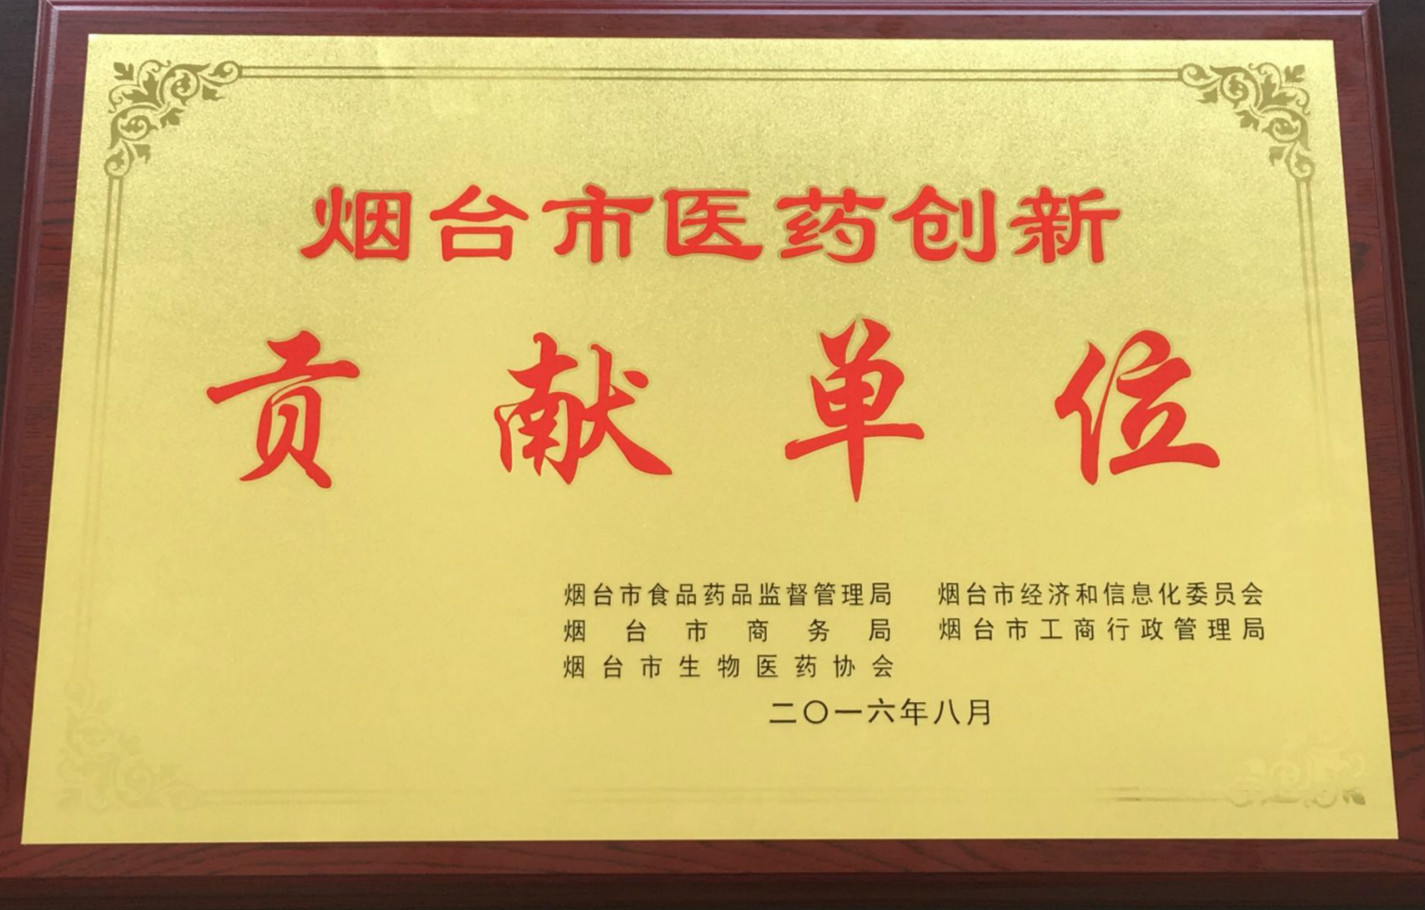 烟台市医药创新
贡献单位
烟台市食品药品监督管理局 烟台市经济和信息化委员会
烟台市商务局 烟台市工商行政管理局
烟台市生物医药协会
二〇一六年八月